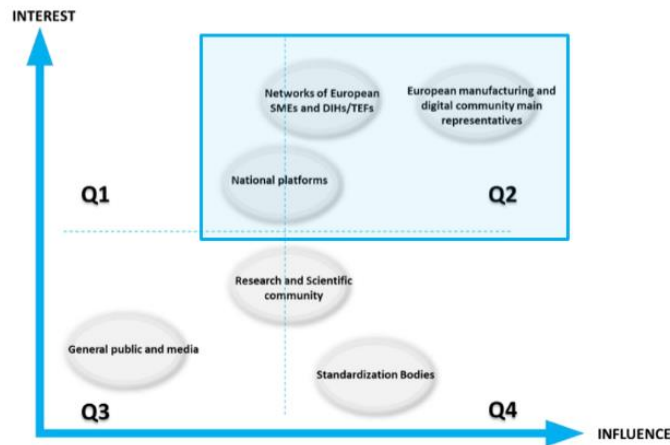 INTEREST
Networks of European
SMEs and DIHs/TEFs
European manufacturing and
digital community main
representatives
National platforms
Q1
Q2
Research and Scientific
community
General public and media
Standardization Bodies
Q3
Q4
INFLUENCE